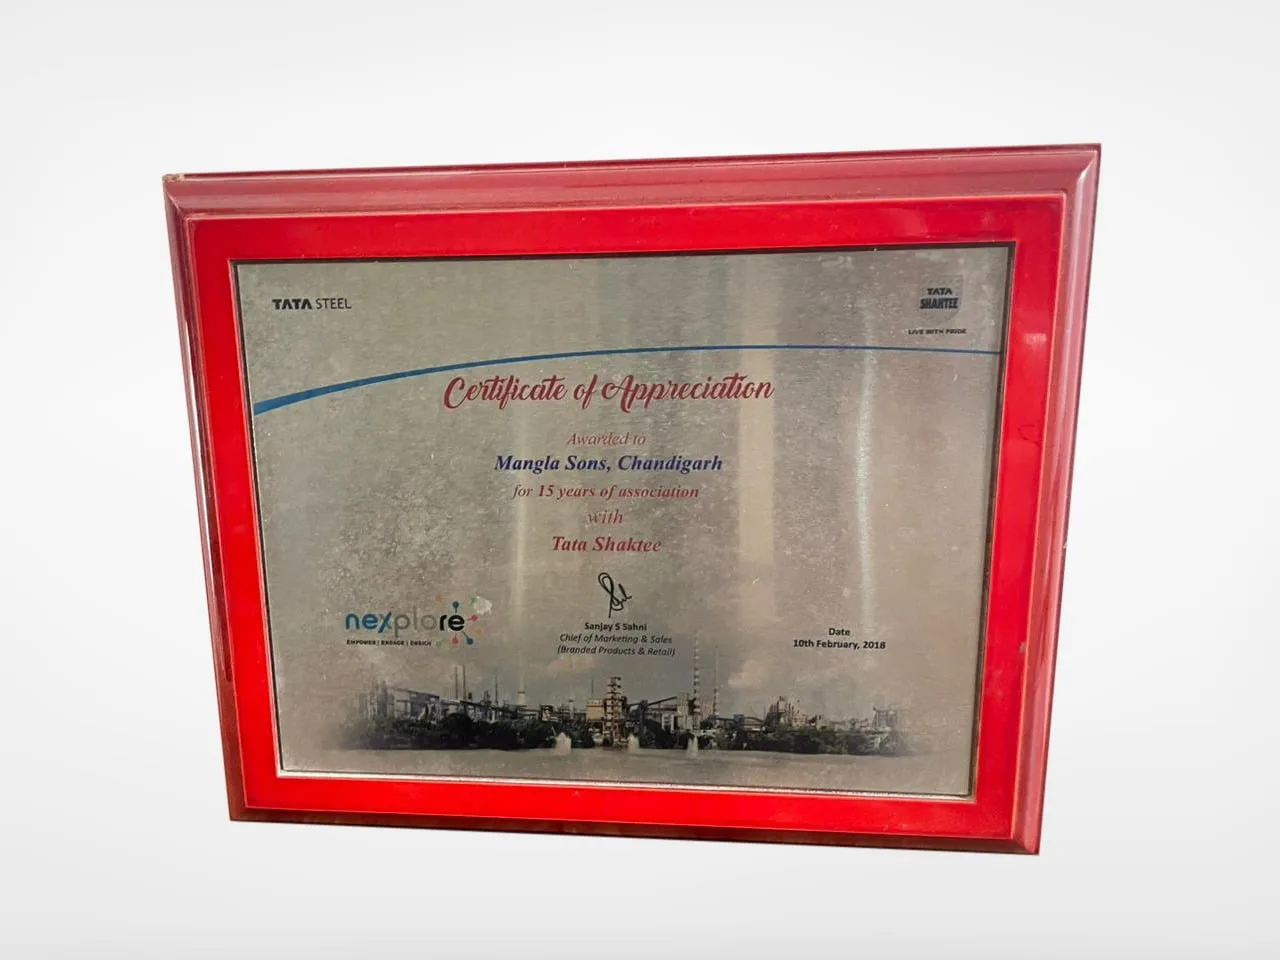 TATA STEEL
TATA
SHAKTEE
LIVE WITH PRIDE
Certificate of Appreciation
Awarded to
Mangla Sons, Chandigarh
for 15 years of association
with
Tata Shaktee
nexplore
EMPOWER | ENGAGE | ENRICH
Sanjay S Sahni
Chief of Marketing & Sales
(Branded Products & Retail)
Date
10th February, 2018